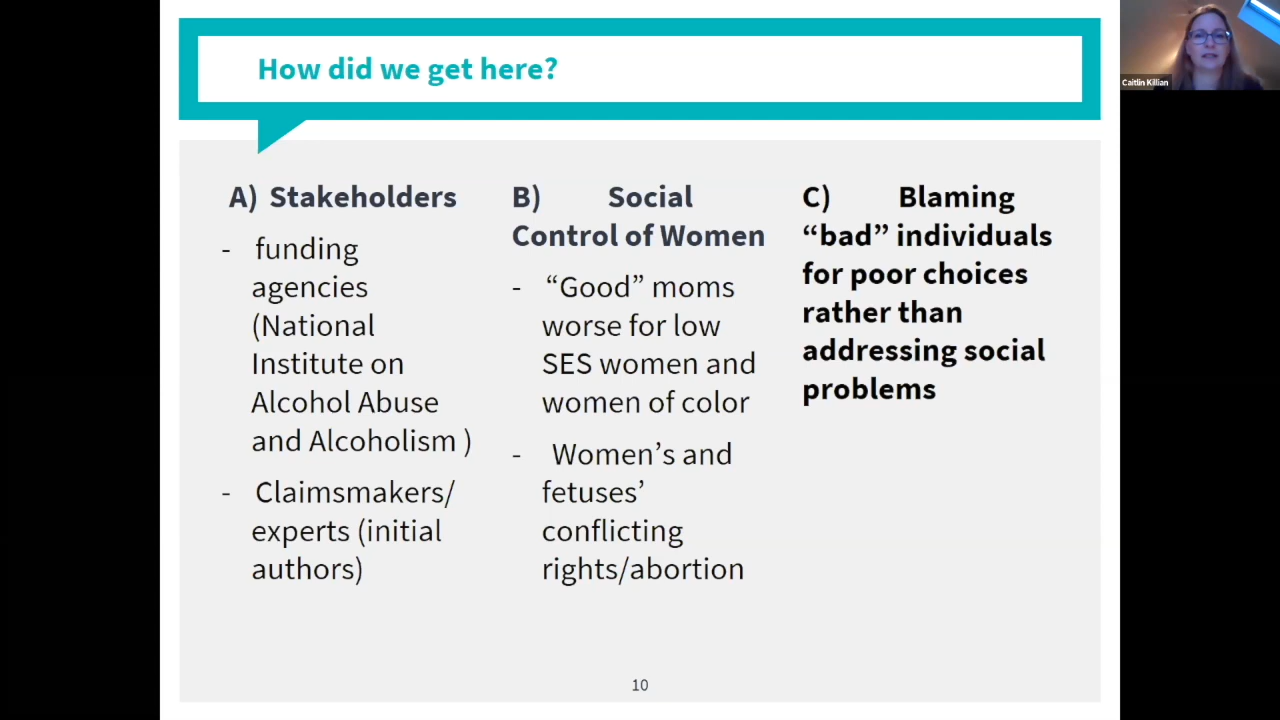 How did we get here?
A) Stakeholders
- funding
agencies
(National
Institute on
Alcohol Abuse
and Alcoholism )
- Claimsmakers/
experts (initial
authors)
B) Social
Control of Women
- “Good” moms
worse for low
SES women and
women of color
- Women’s and
fetuses’
conflicting
rights/abortion
C) Blaming
“bad” individuals
for poor choices
rather than
addressing social
problems
10
Caitlin Killian